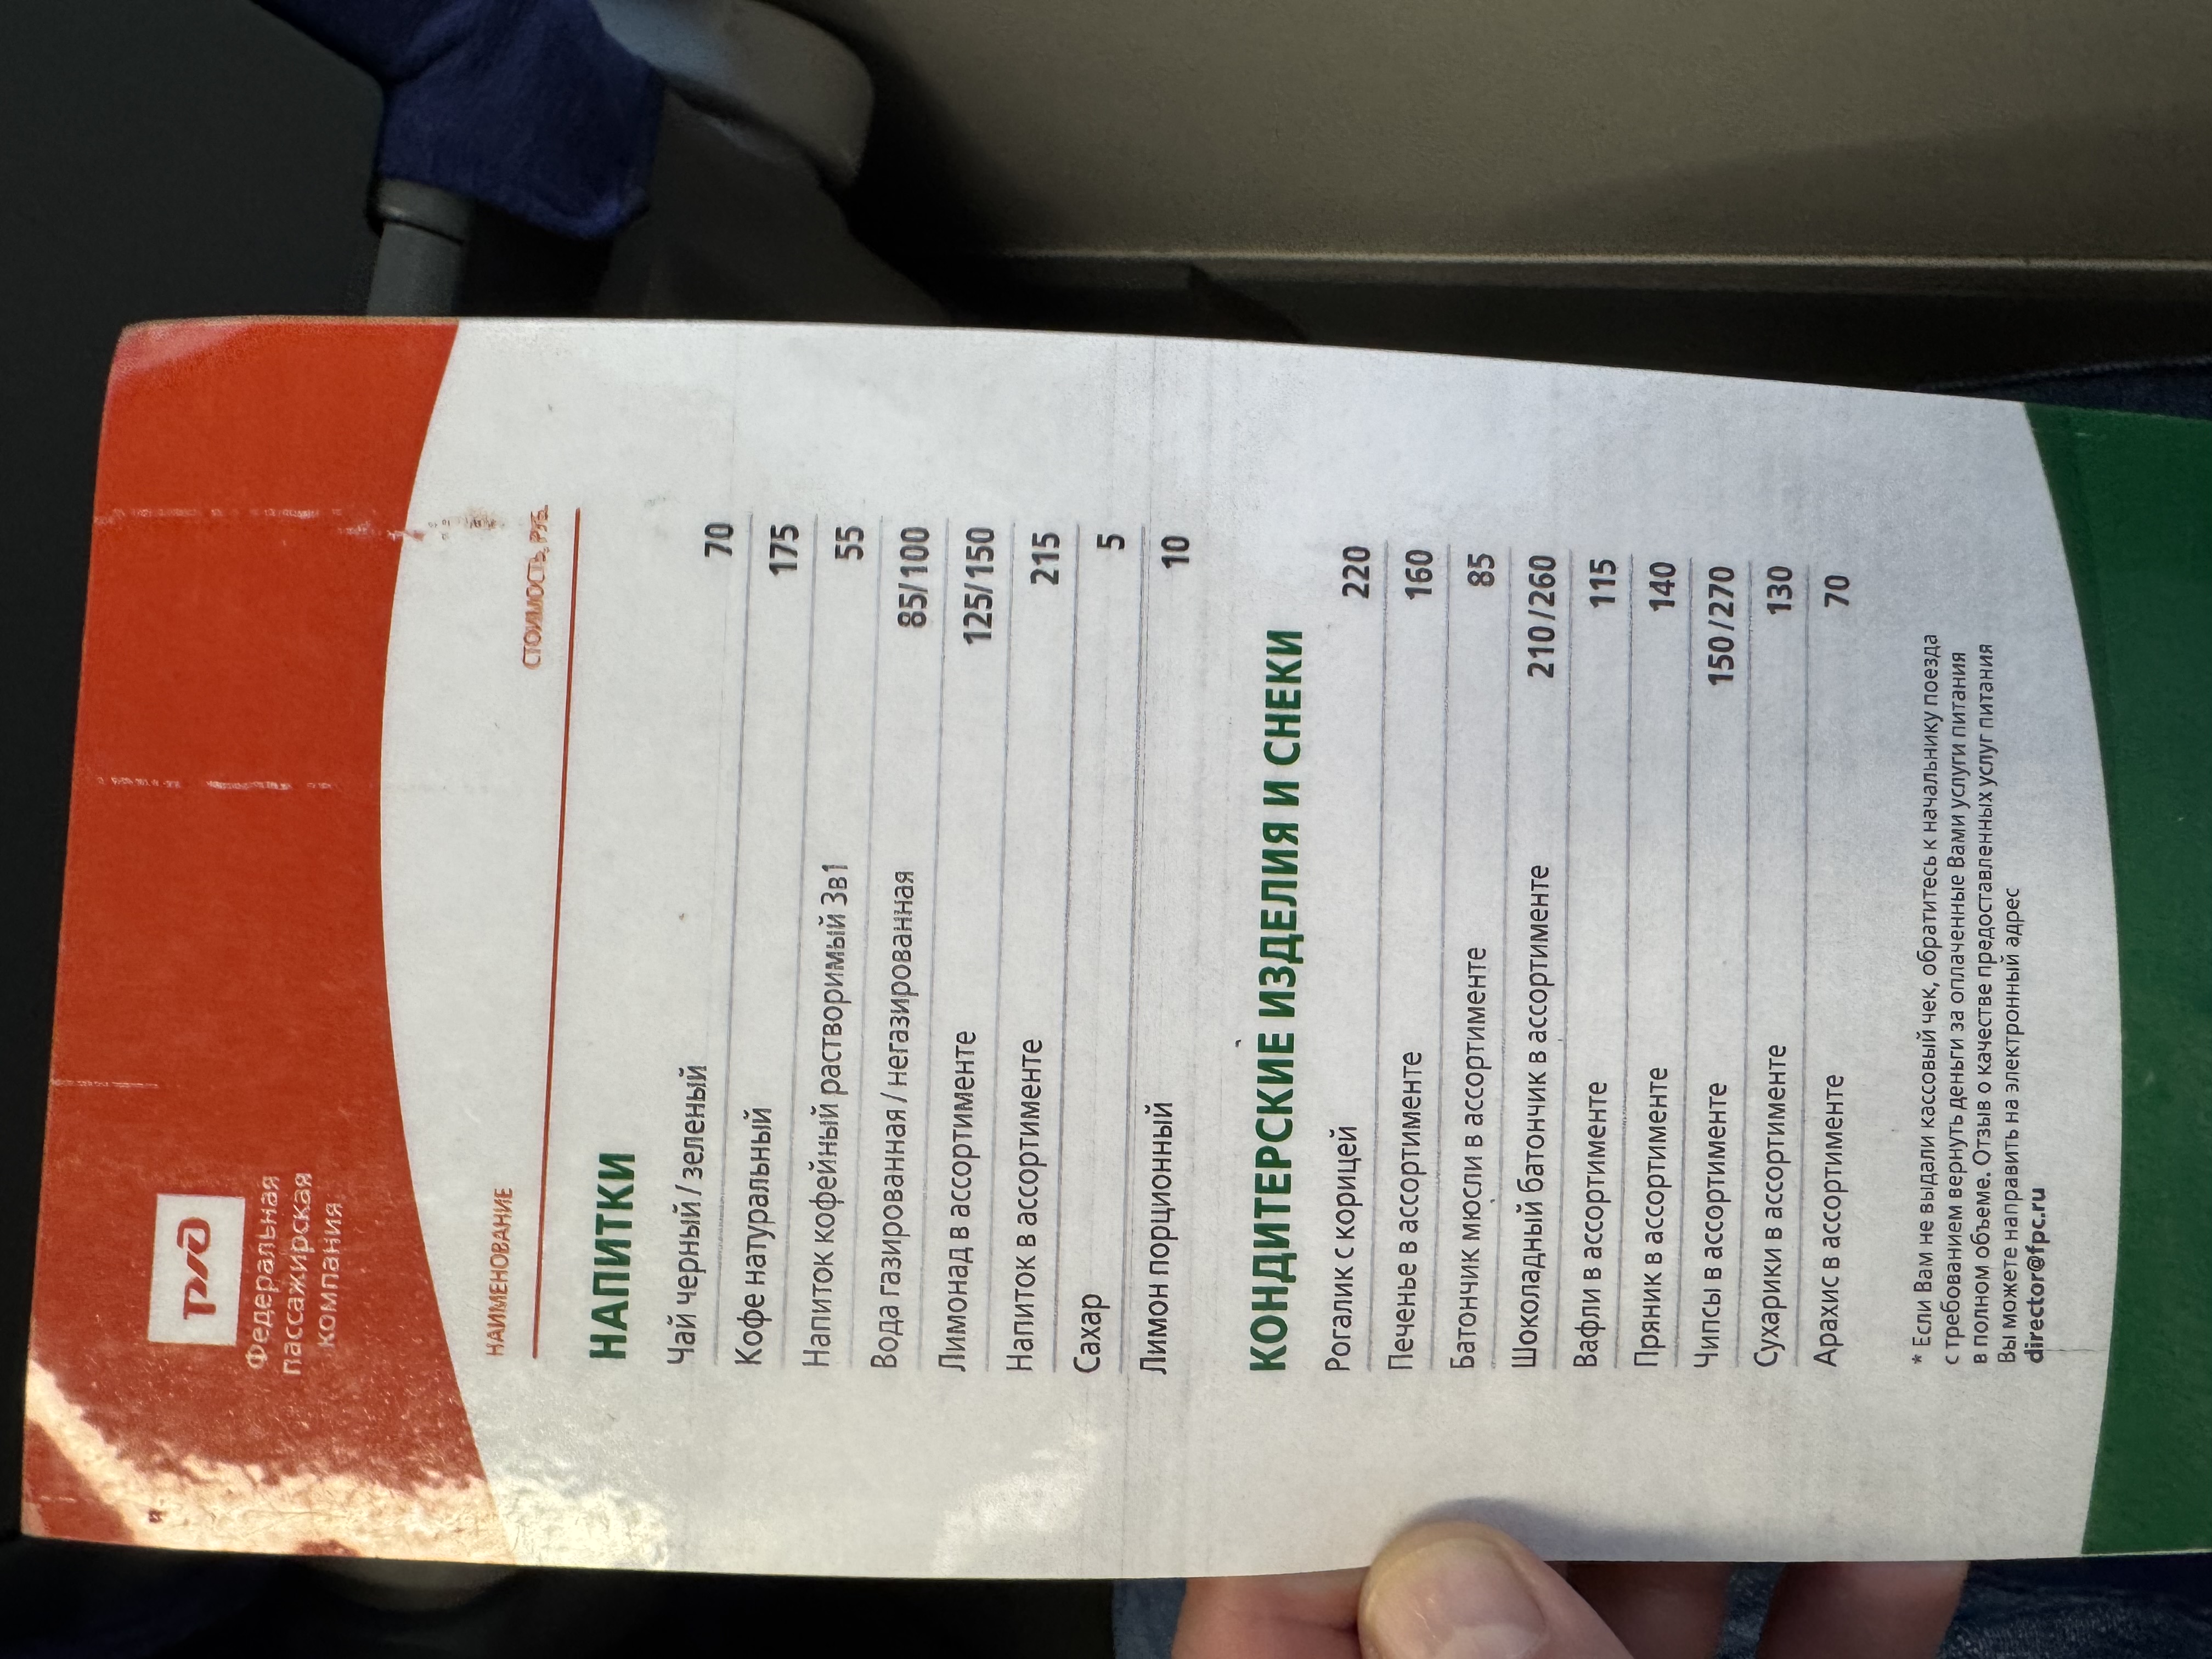 РЖД
Федеральная
пассажирская
компания
НАИМЕНОВАНИЕ СТОИМОСТЬ, РУБ.
НАПИТКИ
Чай черный / зеленый 70
Кофе натуральный 175
Напиток кофейный растворимый 3в1 55
Вода газированная / негазированная 85/100
Лимонад в ассортименте 125/150
Напиток в ассортименте 215
Сахар 5
Лимон порционный 10
КОНДИТЕРСКИЕ ИЗДЕЛИЯ И СНЕКИ
Рогалик с корицей 220
Печенье в ассортименте 160
Батончик мюсли в ассортименте 85
Шоколадный батончик в ассортименте 210/260
Вафли в ассортименте 115
Пряник в ассортименте 140
Чипсы в ассортименте 150/270
Сухарики в ассортименте 130
Арахис в ассортименте 70
* Если Вам не выдали кассовый чек, обратитесь к начальнику поезда
с требованием вернуть деньги за оплаченные Вами услуги питания
в полном объеме. Отзыв о качестве предоставленных услуг питания
Вы можете направить на электронный адрес
director@fpc.ru